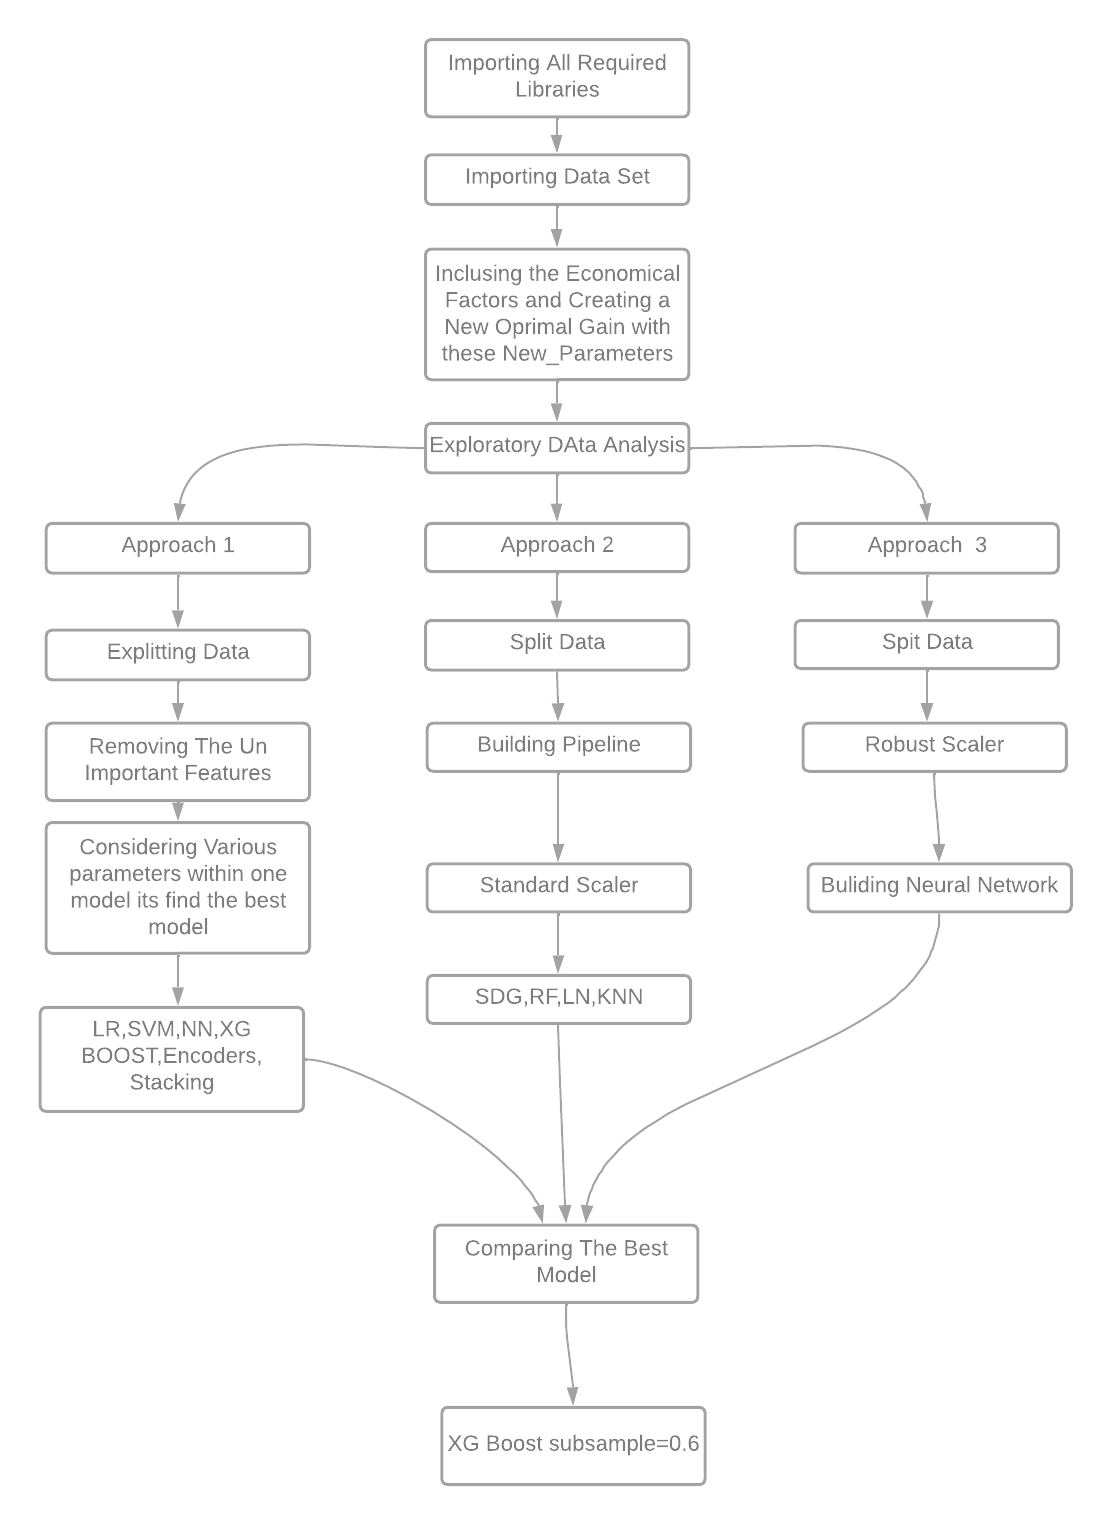 Importing All Required
Libraries
Importing Data Set
Inclusing the Economical
Factors and Creating a
New Oprimal Gain with
these New_Parameters
Exploratory DAta Analysis
Approach 1
Approach 2
Approach  3
Explitting Data
Split Data
Spit Data
Removing The Un
Important Features
Building Pipeline
Robust Scaler
Considering Various
parameters within one
model its find the best
model
Standard Scaler
Buliding Neural Network
LR,SVM,NN,XG
BOOST,Encoders,
Stacking
SDG,RF,LN,KNN
Comparing The Best
Model
XG Boost subsample=0.6